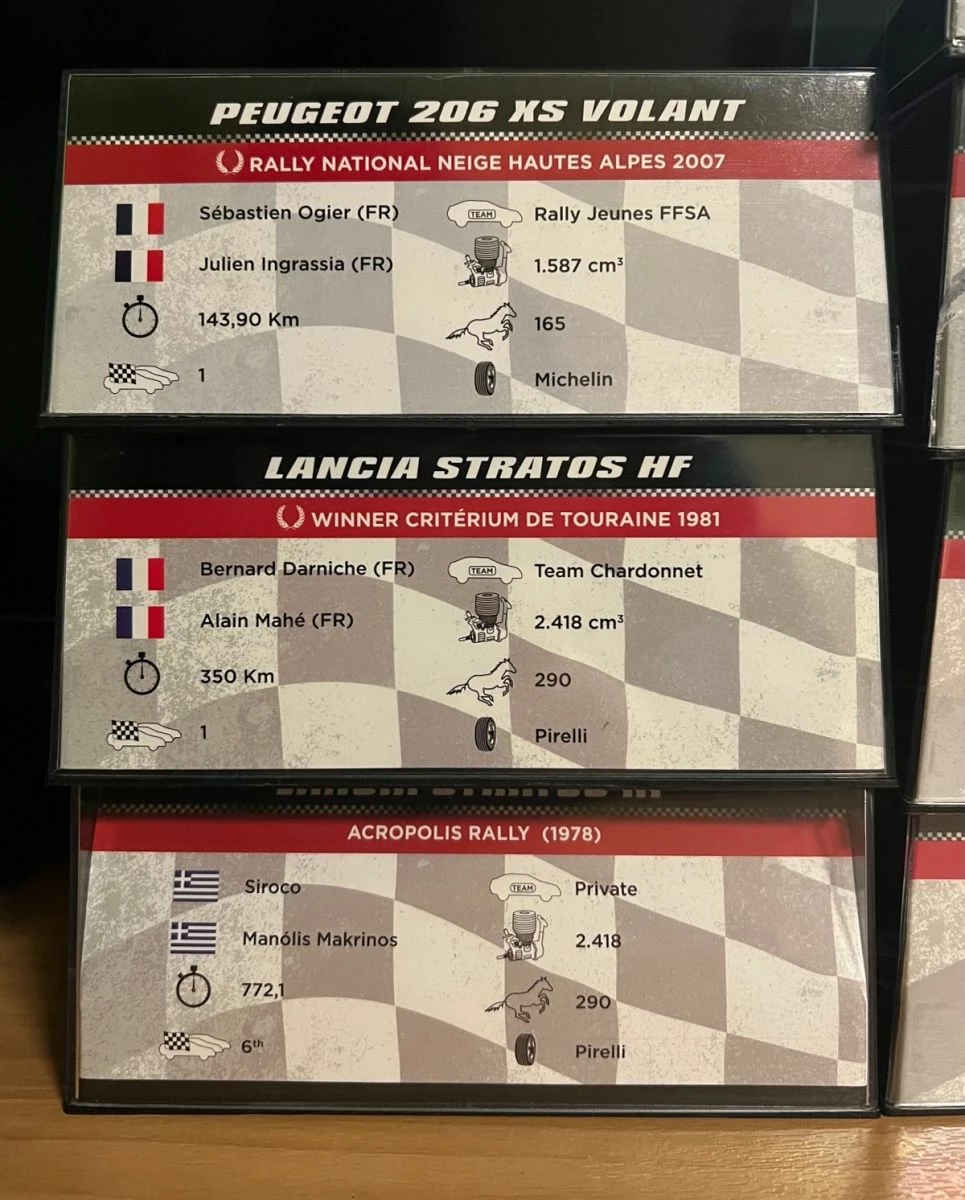 PEUGEOT 206 XS VOLANT
RALLY NATIONAL NEIGE HAUTES ALPES 2007
Sébastien Ogier (FR)
TEAM
Rally Jeunes FFSA
Julien Ingrassia (FR)
1.587 cm³
143,90 Km
165
1
Michelin
LANCIA STRATOS HF
WINNER CRITÉRIUM DE TOURAINE 1981
Bernard Darniche (FR)
TEAM
Team Chardonnet
Alain Mahé (FR)
2.418 cm³
350 Km
290
1
Pirelli
ACROPOLIS RALLY (1978)
Siroco
TEAM
Private
Manólis Makrinos
2.418
772,1
290
6th
Pirelli